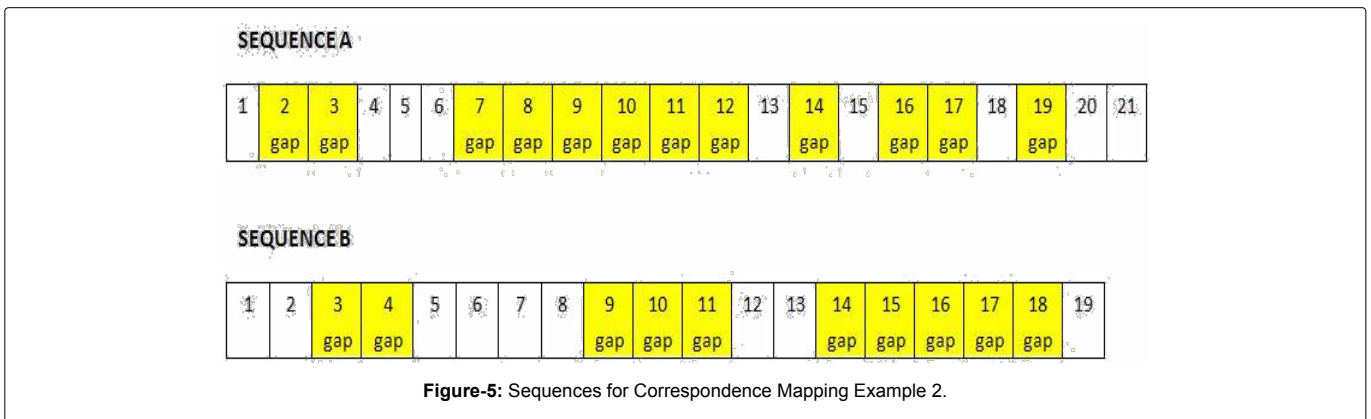 SEQUENCE A
1 2 3 4 5 6 7 8 9 10 11 12 13 14 15 16 17 18 19 20 21
gap gap gap gap gap gap gap gap gap gap gap gap
SEQUENCE B
1 2 3 4 5 6 7 8 9 10 11 12 13 14 15 16 17 18 19
gap gap gap gap gap gap gap gap gap gap
Figure-5: Sequences for Correspondence Mapping Example 2.